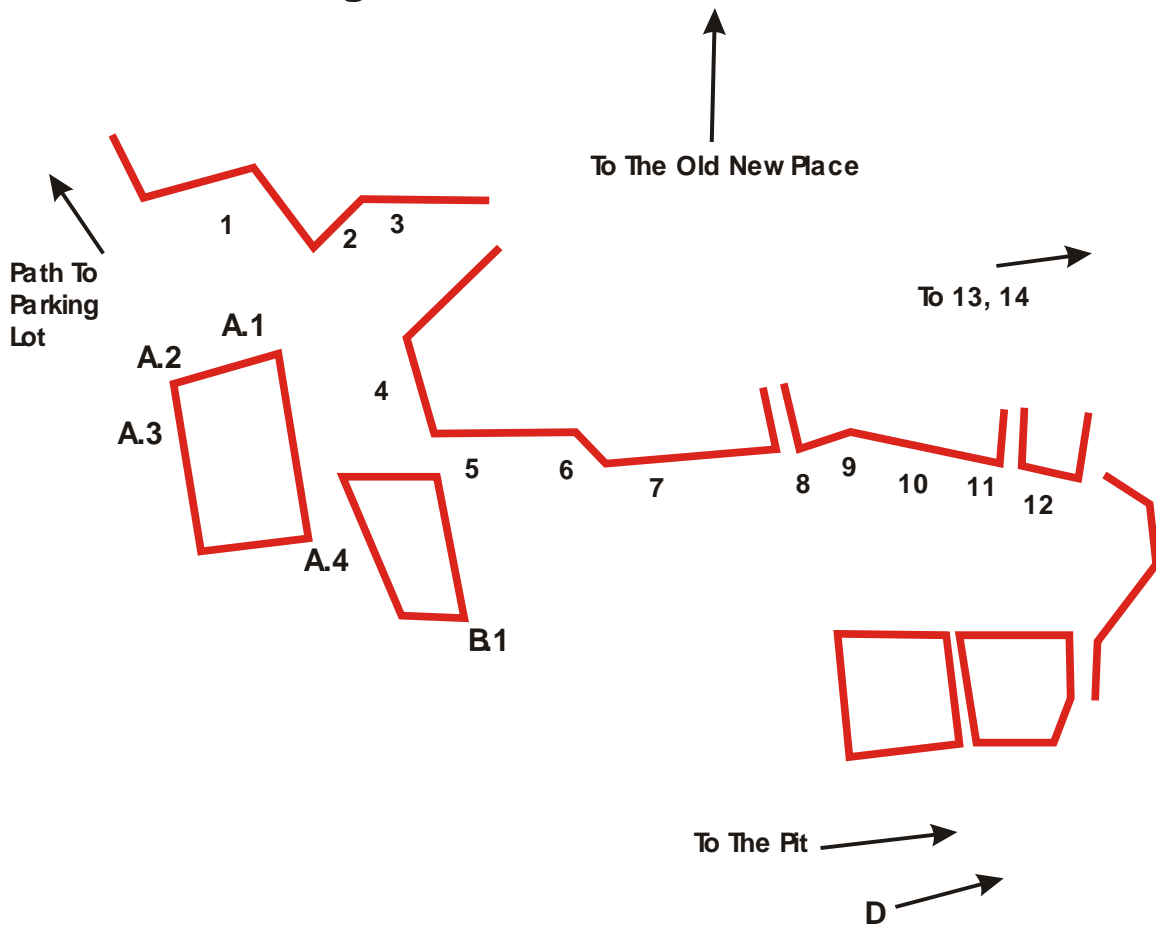 To The Old New Place
1
2
3
Path To
Parking
Lot
To 13, 14
A.1
A.2
A.3
4
5
6
7
8
9
10
11
12
A.4
B.1
To The Pit
D